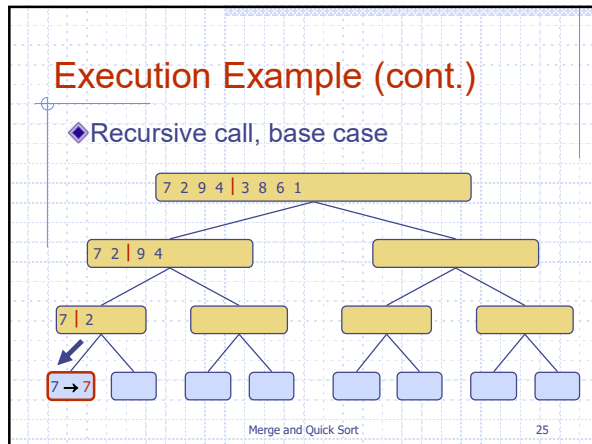 Execution Example (cont.)
Recursive call, base case
7 2 9 4 | 3 8 6 1
7 2 | 9 4
7 | 2
7 → 7
Merge and Quick Sort
25